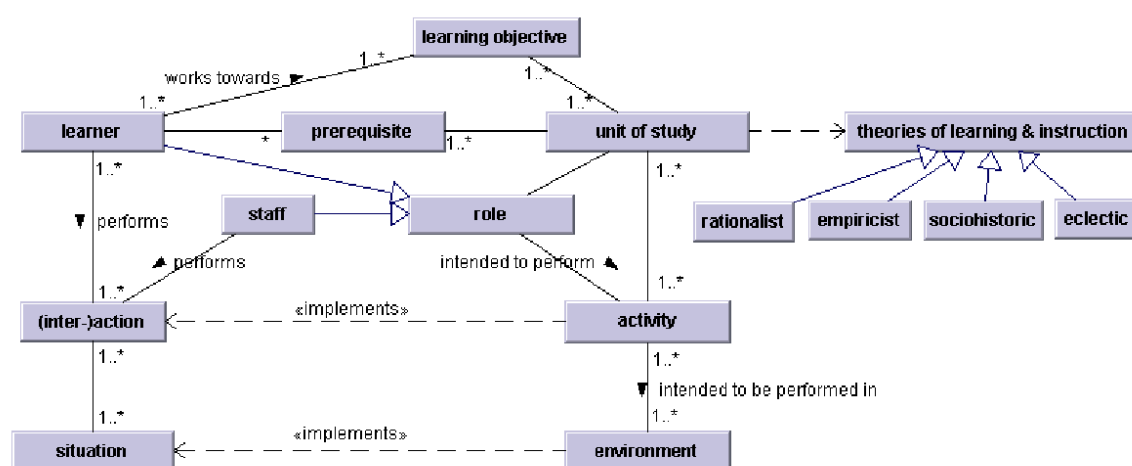 learning objective
1..*
works towards
1..*
1..*
1..*
learner
*
prerequisite
1..*
unit of study
theories of learning & instruction
1..*
1..*
staff
role
rationalist
empiricist
sociohistoric
eclectic
performs
performs
intended to perform
1..*
1..*
(inter-)action
«implements»
activity
1..*
1..*
intended to be performed in
1..*
1..*
situation
«implements»
environment